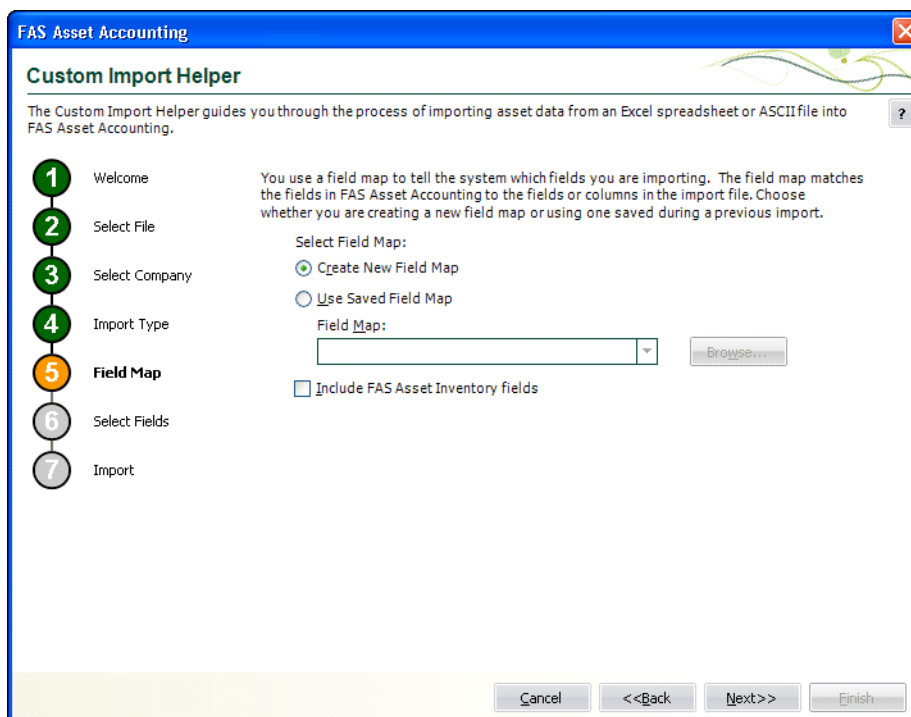 FAS Asset Accounting
Custom Import Helper
The Custom Import Helper guides you through the process of importing asset data from an Excel spreadsheet or ASCII file into
FAS Asset Accounting.
?
1 Welcome
2 Select File
3 Select Company
4 Import Type
5 Field Map
6 Select Fields
7 Import
You use a field map to tell the system which fields you are importing. The field map matches
the fields in FAS Asset Accounting to the fields or columns in the import file. Choose
whether you are creating a new field map or using one saved during a previous import.
Select Field Map:
Create New Field Map
Use Saved Field Map
Field Map:
Browse...
Include FAS Asset Inventory fields
Cancel <<Back Next>> Finish